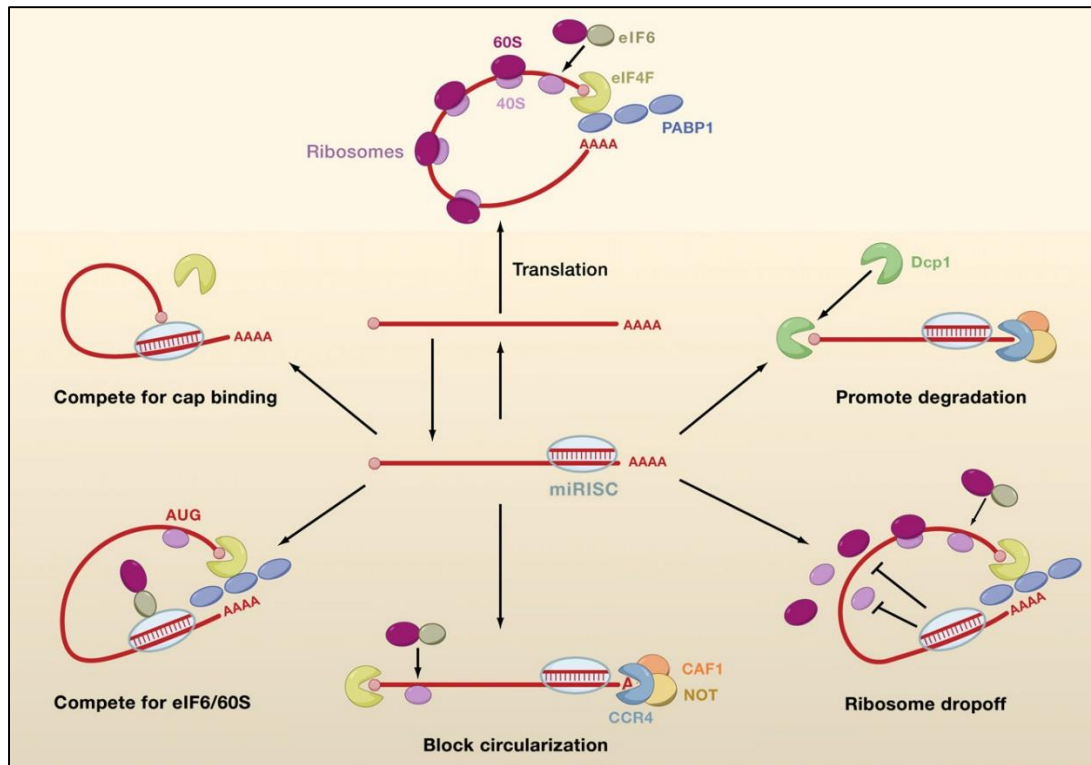 60S
eIF6
eIF4F
40S
PABP1
AAAA
Ribosomes
Translation
Dcp1
AAAA
AAAA
Compete for cap binding
Promote degradation
AAAA
miRISC
AUG
AAAA
AAAA
CAF1
A
NOT
CCR4
Compete for eIF6/60S
Ribosome dropoff
Block circularization